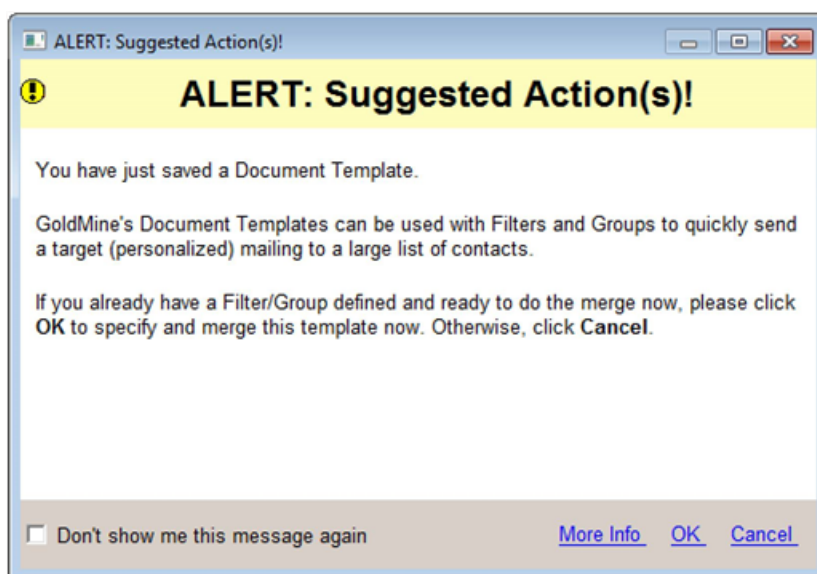 ALERT: Suggested Action(s)!
ALERT: Suggested Action(s)!
You have just saved a Document Template.
GoldMine's Document Templates can be used with Filters and Groups to quickly send
a target (personalized) mailing to a large list of contacts.
If you already have a Filter/Group defined and ready to do the merge now, please click
OK to specify and merge this template now. Otherwise, click Cancel.
Don't show me this message again
More Info OK Cancel